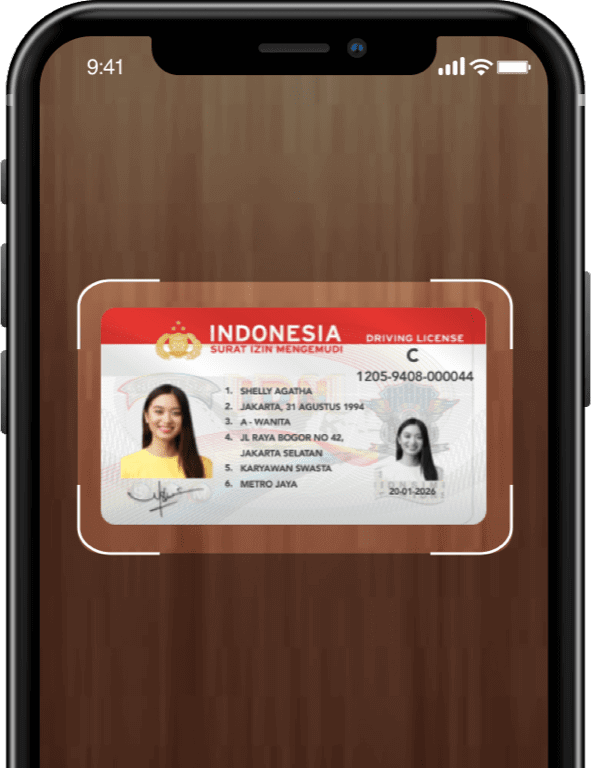 9:41
INDONESIA
SURAT IZIN MENGEMUDI
DRIVING LICENSE
C
1205-9408-000044
1. SHELLY AGATHA
2. JAKARTA, 31 AGUSTUS 1994
3. A - WANITA
4. JL RAYA BOGOR NO 42,
JAKARTA SELATAN
5. KARYAWAN SWASTA
6. METRO JAYA
20-01-2026